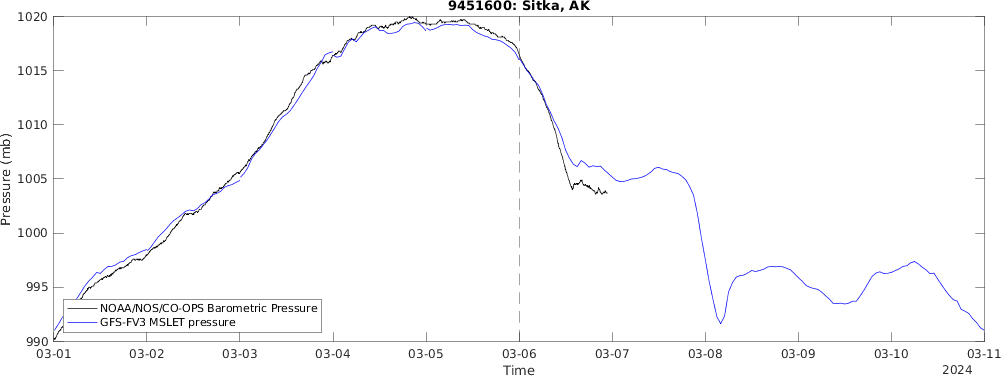 9451600: Sitka, AK
1020
1015
1010
1005
1000
995
990
Pressure (mb)
NOAA/NOS/CO-OPS Barometric Pressure
GFS-FV3 MSLET pressure
03-01 03-02 03-03 03-04 03-05 03-06 03-07 03-08 03-09 03-10 03-11
Time
2024